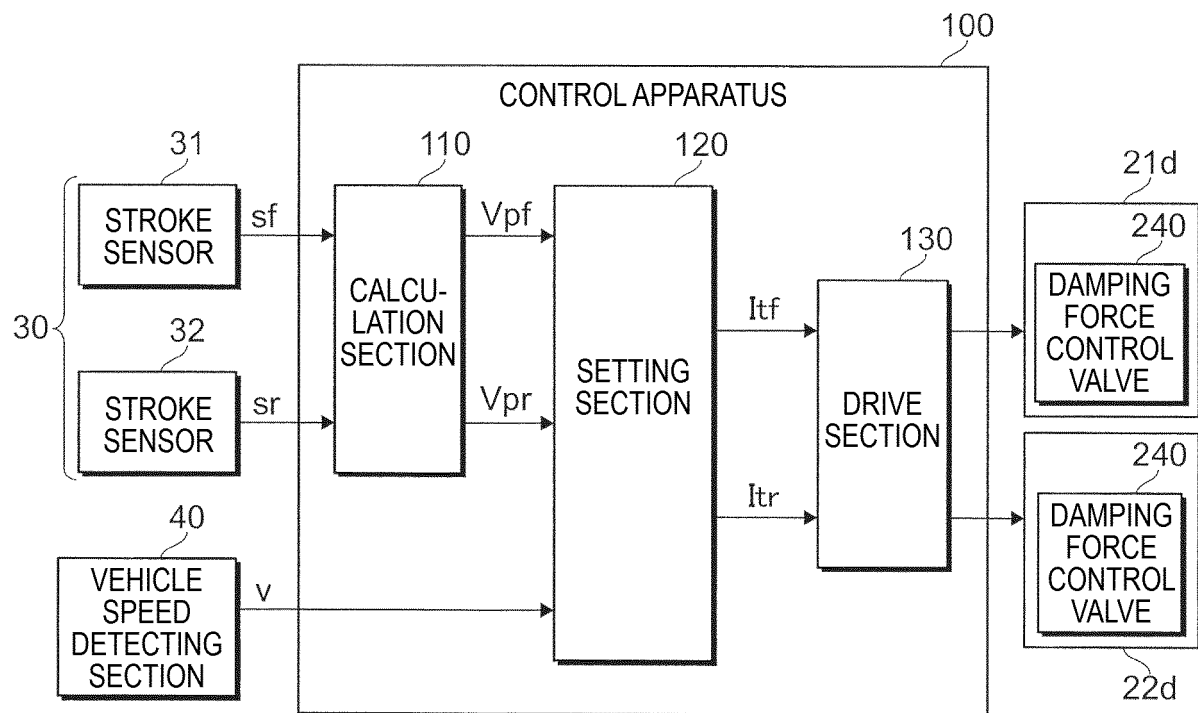 100
CONTROL APPARATUS
31
STROKE
SENSOR
sf
30
32
STROKE
SENSOR
sr
40
VEHICLE
SPEED
DETECTING
SECTION
v
110
CALCU-
LATION
SECTION
Vpf
Vpr
120
SETTING
SECTION
Itf
Itr
130
DRIVE
SECTION
21d
240
DAMPING
FORCE
CONTROL
VALVE
240
DAMPING
FORCE
CONTROL
VALVE
22d